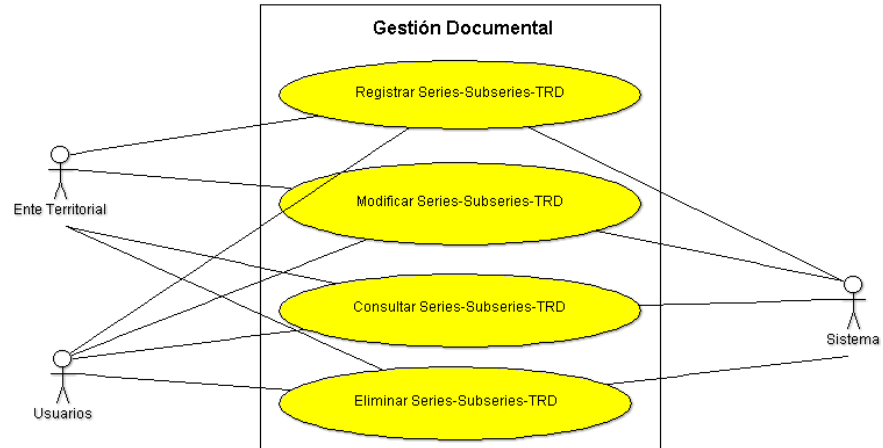 Gestión Documental
Registrar Series-Subseries-TRD
Modificar Series-Subseries-TRD
Ente Territorial
Consultar Series-Subseries-TRD
Sistema
Eliminar Series-Subseries-TRD
Usuarios